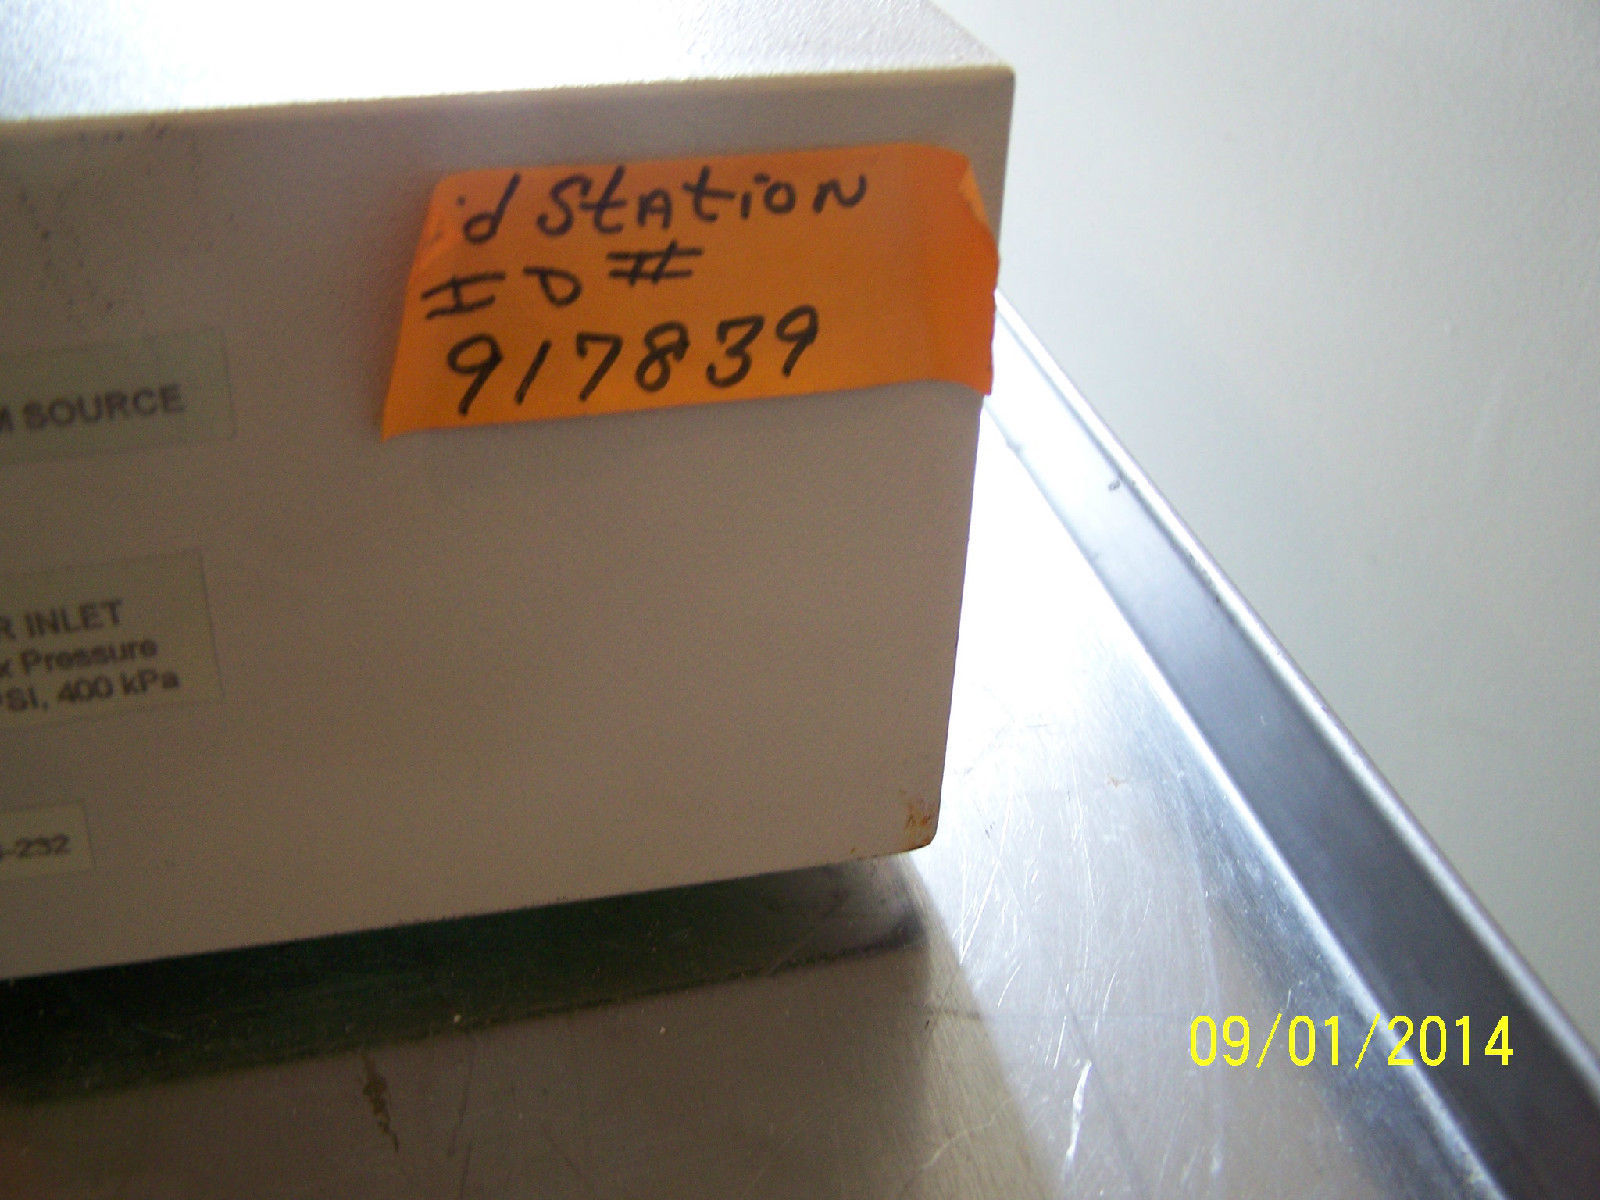 'd Station
ID #
917839
M SOURCE
R INLET
x Pressure
PSI, 400 kPa
-232
09/01/2014